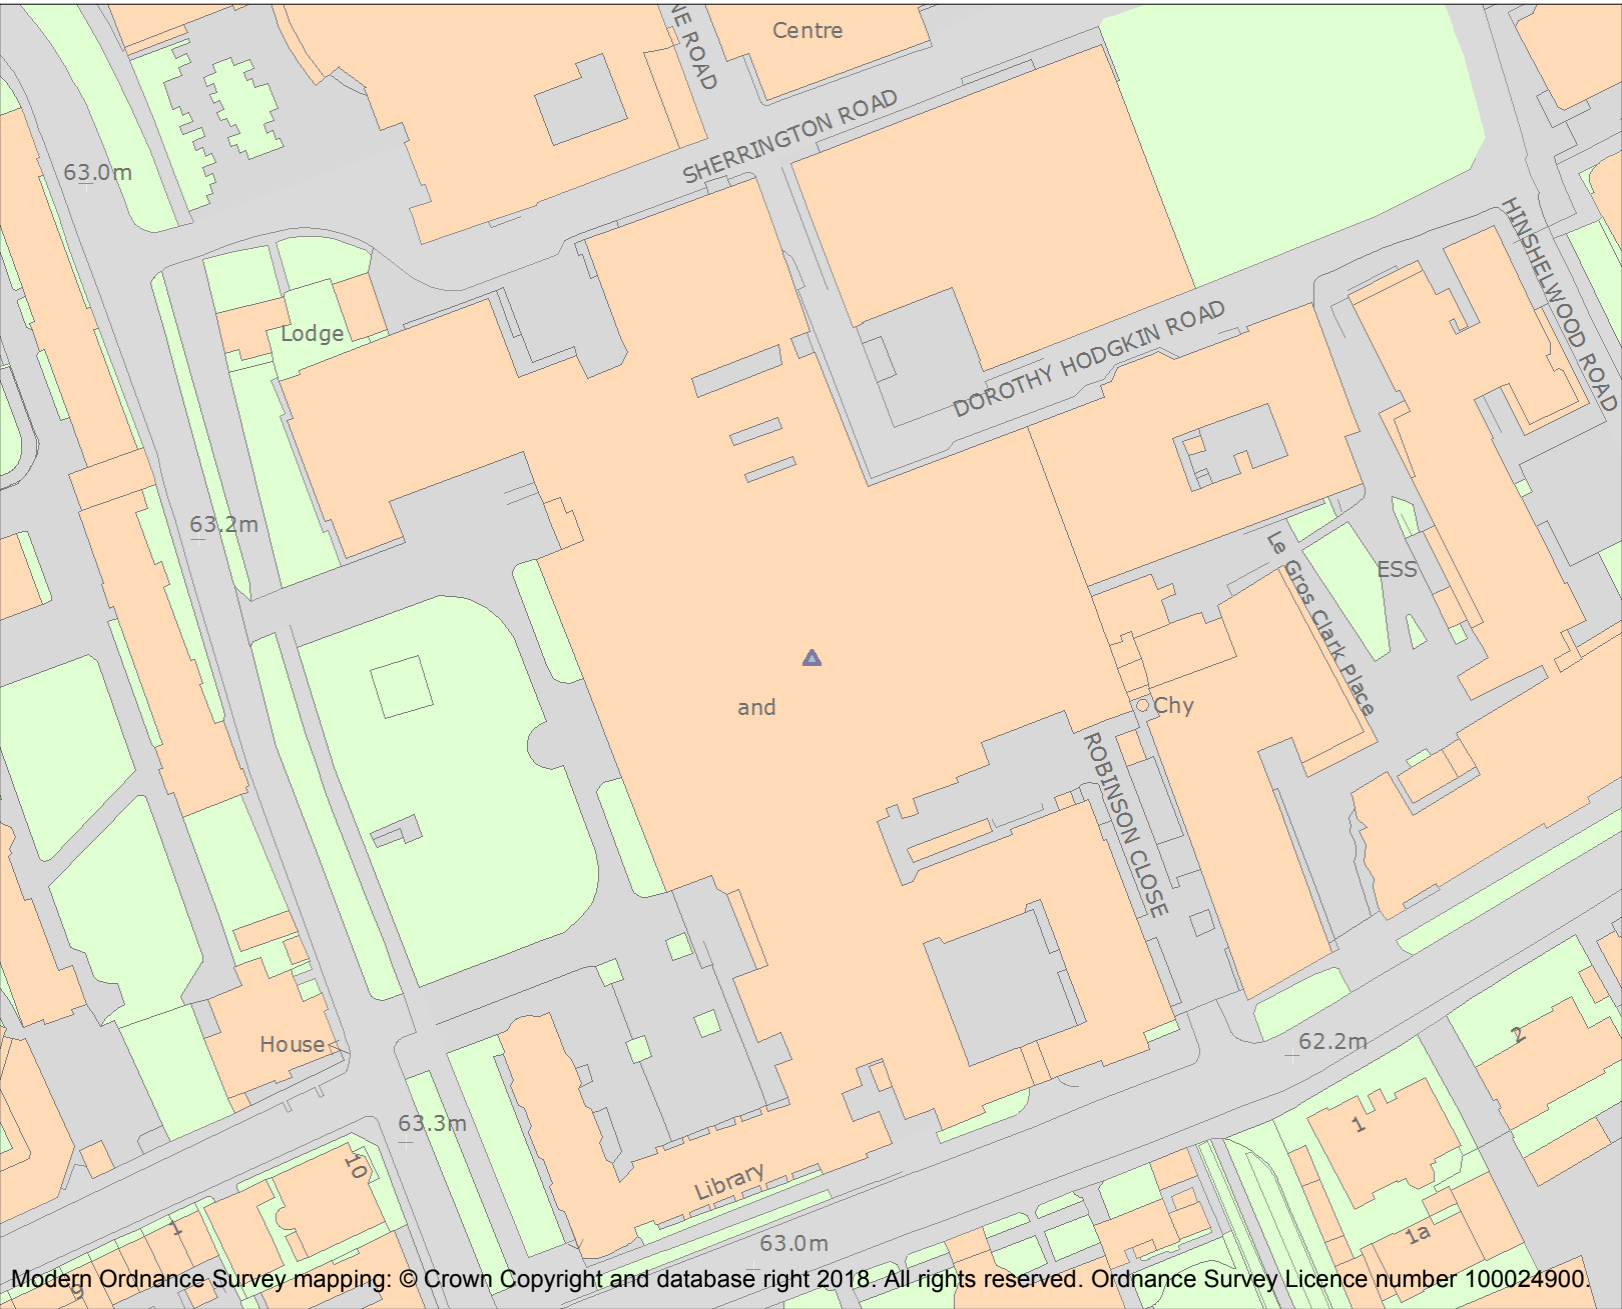 Centre
NE ROAD
SHERRINGTON ROAD
63.0m
HINSHELWOOD ROAD
Lodge
DOROTHY HODGKIN ROAD
63.2m
Le Gros Clark Place
ESS
and
Chy
ROBINSON CLOSE
House
62.2m
2
63.3m
1
10
Library
1
1a
63.0m
9
Modern Ordnance Survey mapping: © Crown Copyright and database right 2018. All rights reserved. Ordnance Survey Licence number 100024900.